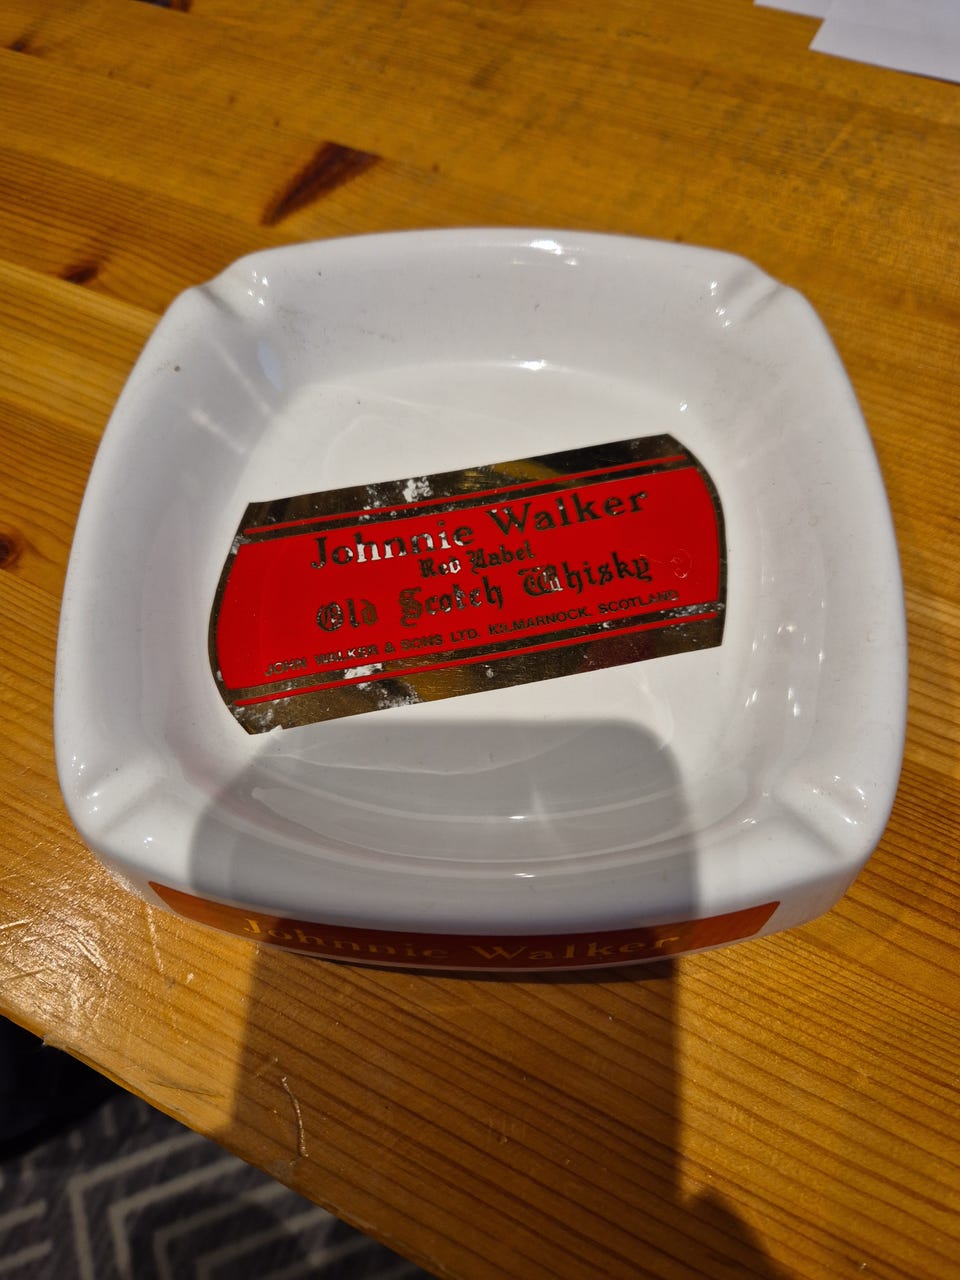 Johnnie Walker
Red Label
Old Scotch Whisky
JOHN WALKER & SONS LTD. KILMARNOCK. SCOTLAND
Johnnie Walker